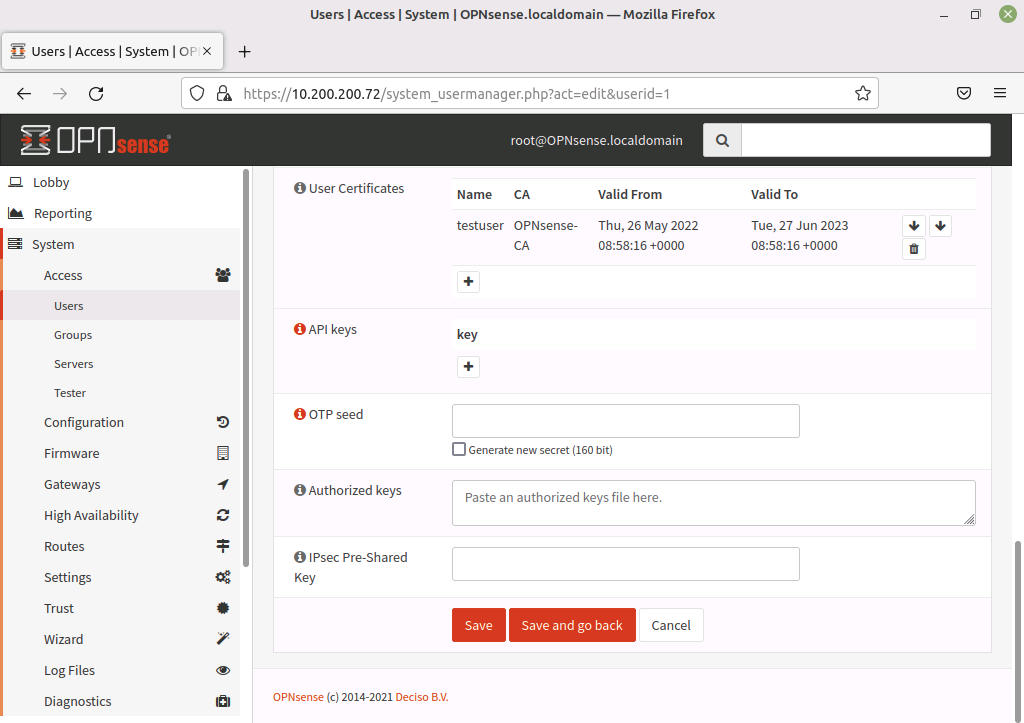 Users | Access | System | OPNsense.localdomain — Mozilla Firefox
Users | Access | System | OP
https://10.200.200.72/system_usermanager.php?act=edit&userid=1
OPNsense
root@OPNsense.localdomain
Lobby
Reporting
System
Access
Users
Groups
Servers
Tester
Configuration
Firmware
Gateways
High Availability
Routes
Settings
Trust
Wizard
Log Files
Diagnostics
User Certificates
Name CA Valid From Valid To
testuser OPNsense- Thu, 26 May 2022 Tue, 27 Jun 2023
CA 08:58:16 +0000 08:58:16 +0000
API keys
key
OTP seed
Generate new secret (160 bit)
Authorized keys
Paste an authorized keys file here.
IPsec Pre-Shared
Key
Save Save and go back Cancel
OPNsense (c) 2014-2021 Deciso B.V.